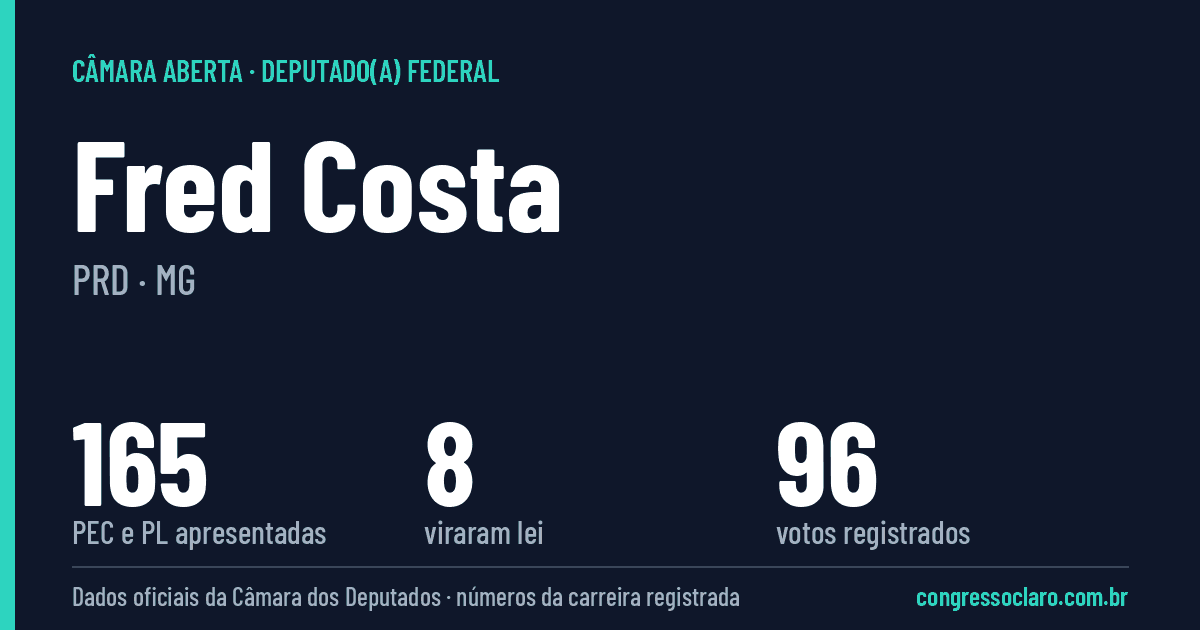 CÂMARA ABERTA · DEPUTADO(A) FEDERAL
Fred Costa
PRD · MG
165 8 96
PEC e PL apresentadas viraram lei votos registrados
Dados oficiais da Câmara dos Deputados · números da carreira registrada congressoclaro.com.br